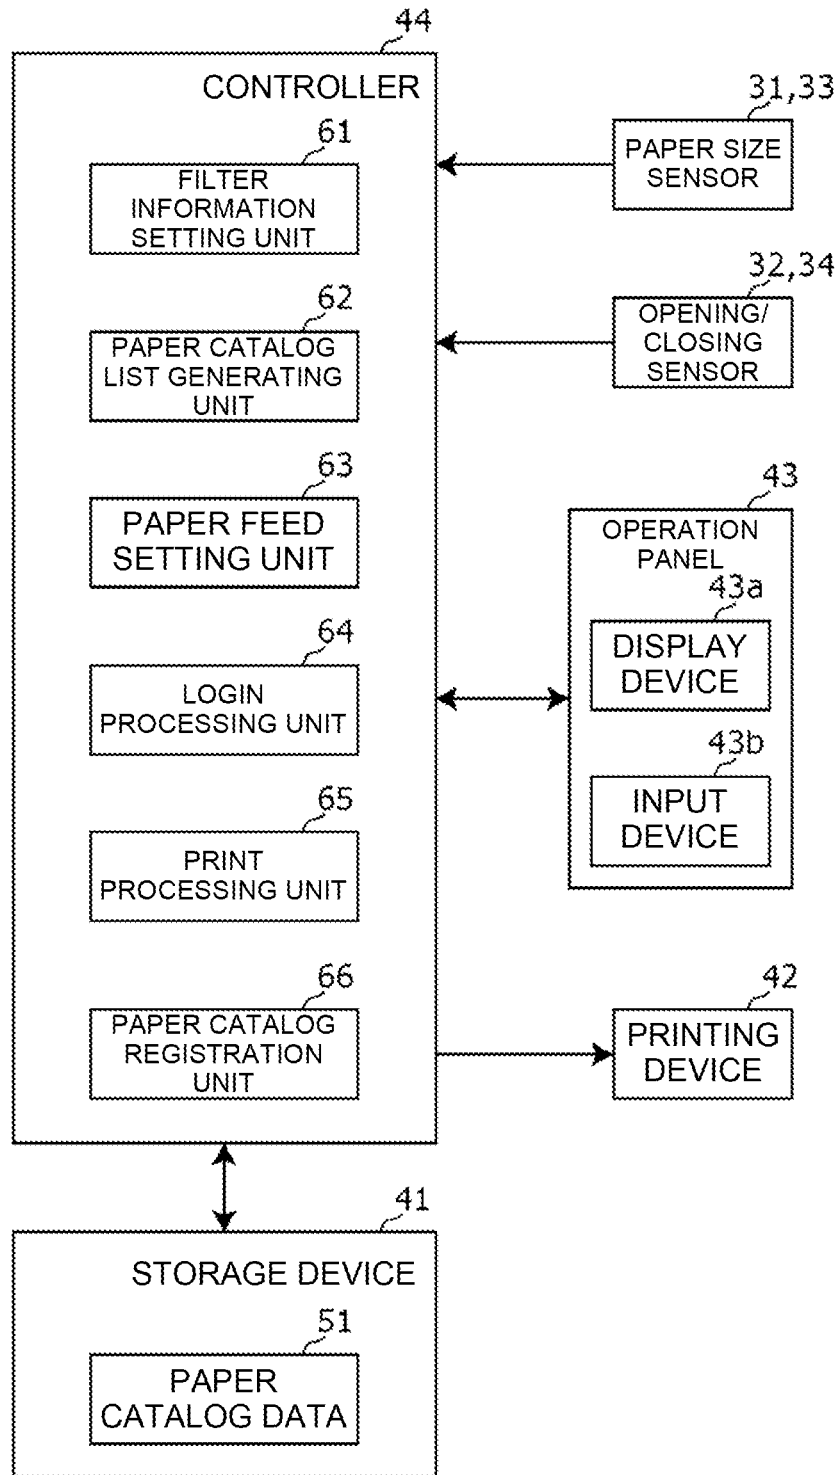 44
CONTROLLER
61
FILTER
INFORMATION
SETTING UNIT
62
PAPER CATALOG
LIST GENERATING
UNIT
63
PAPER FEED
SETTING UNIT
64
LOGIN
PROCESSING UNIT
65
PRINT
PROCESSING UNIT
66
PAPER CATALOG
REGISTRATION
UNIT
31,33
PAPER SIZE
SENSOR
32,34
OPENING/
CLOSING
SENSOR
43
OPERATION
PANEL
43a
DISPLAY
DEVICE
43b
INPUT
DEVICE
42
PRINTING
DEVICE
41
STORAGE DEVICE
51
PAPER
CATALOG DATA